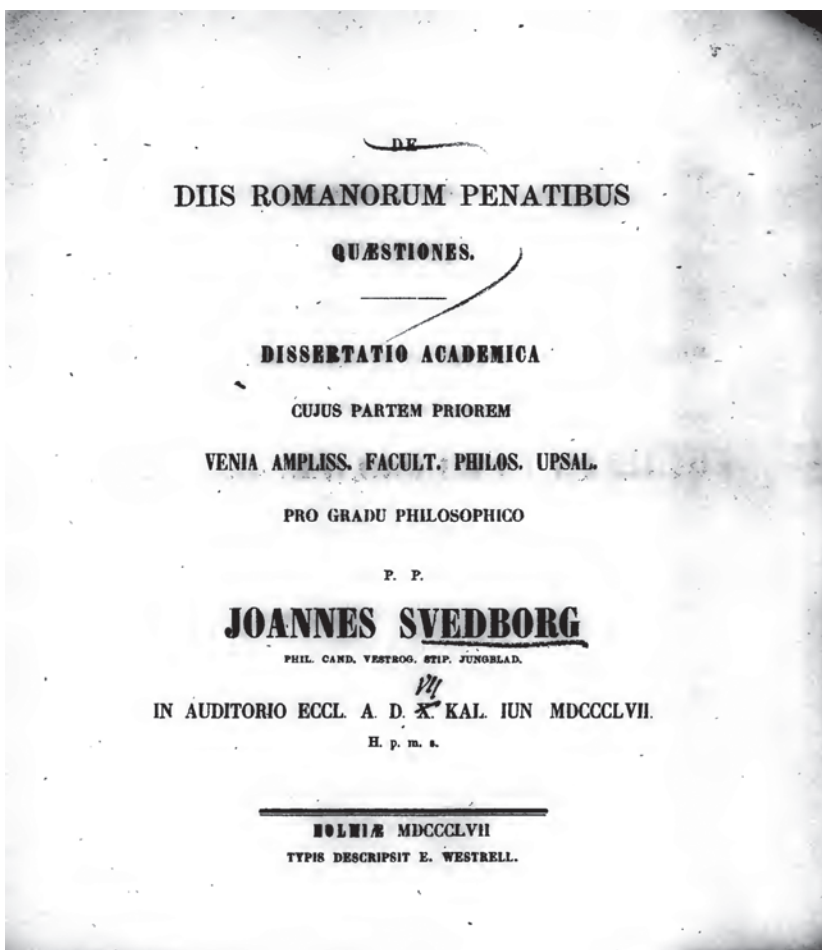 DE
DIIS ROMANORUM PENATIBUS
QUÆSTIONES.
DISSERTATIO ACADEMICA
CUJUS PARTEM PRIOREM
VENIA AMPLISS. FACULT. PHILOS. UPSAL.
PRO GRADU PHILOSOPHICO
P. P.
JOANNES SVEDBORG
PHIL. CAND. VESTROG. STIP. JUNGBLAD.
VII
IN AUDITORIO ECCL. A. D. X. KAL. IUN MDCCCLVII.
H. p. m. s.
HOLMIÆ MDCCCLVII
TYPIS DESCRIPSIT E. WESTRELL.